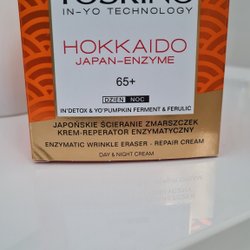 IN-YO TECHNOLOGY
HOKKAIDO
JAPAN-ENZYME
65+
DZIEŃ NOC
IN'DETOX & YO'PUMPKIN FERMENT & FERULIC
JAPOŃSKIE ŚCIERANIE ZMARSZCZEK
KREM-REPERATOR ENZYMATYCZNY
ENZYMATIC WRINKLE ERASER - REPAIR CREAM
DAY & NIGHT CREAM